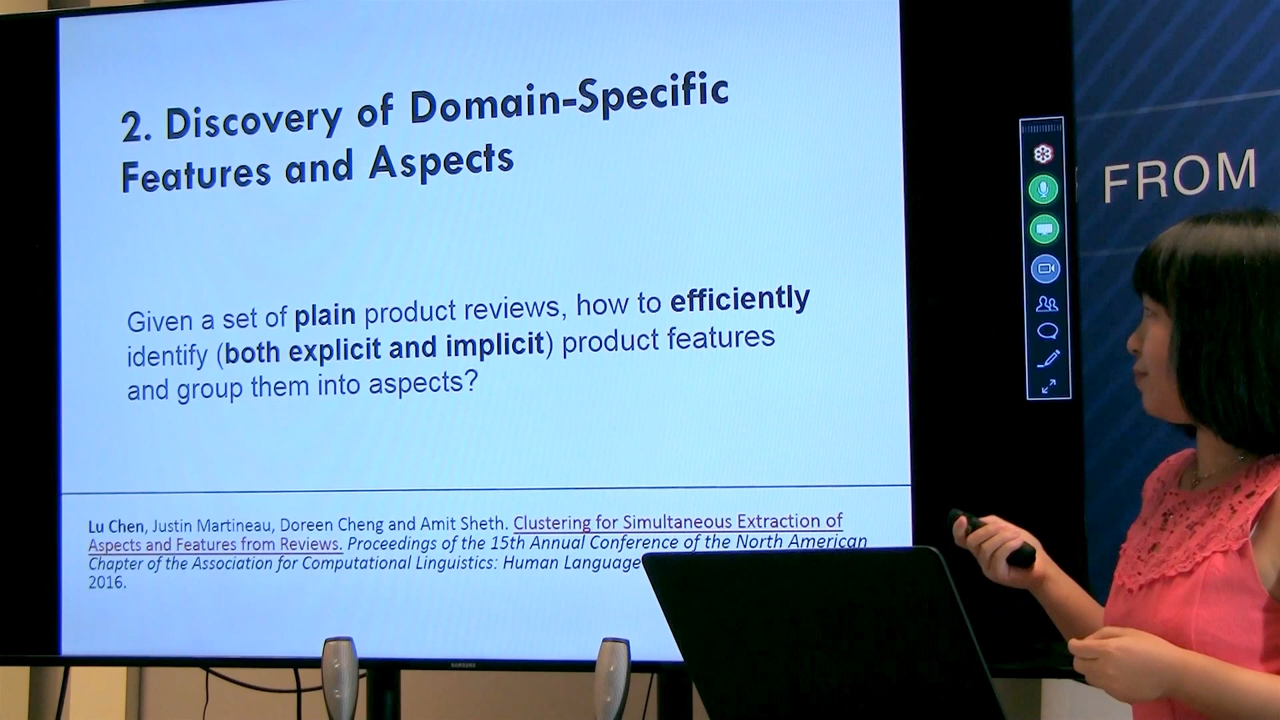 2. Discovery of Domain-Specific
Features and Aspects
Given a set of plain product reviews, how to efficiently
identify (both explicit and implicit) product features
and group them into aspects?
Lu Chen, Justin Martineau, Doreen Cheng and Amit Sheth. Clustering for Simultaneous Extraction of
Aspects and Features from Reviews. Proceedings of the 15th Annual Conference of the North American
Chapter of the Association for Computational Linguistics: Human Language
2016.
FROM
SAMSUNG